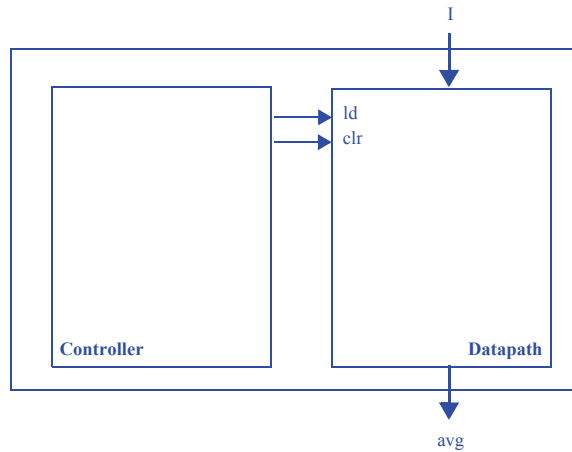 I
ld
clr
Controller
Datapath
avg